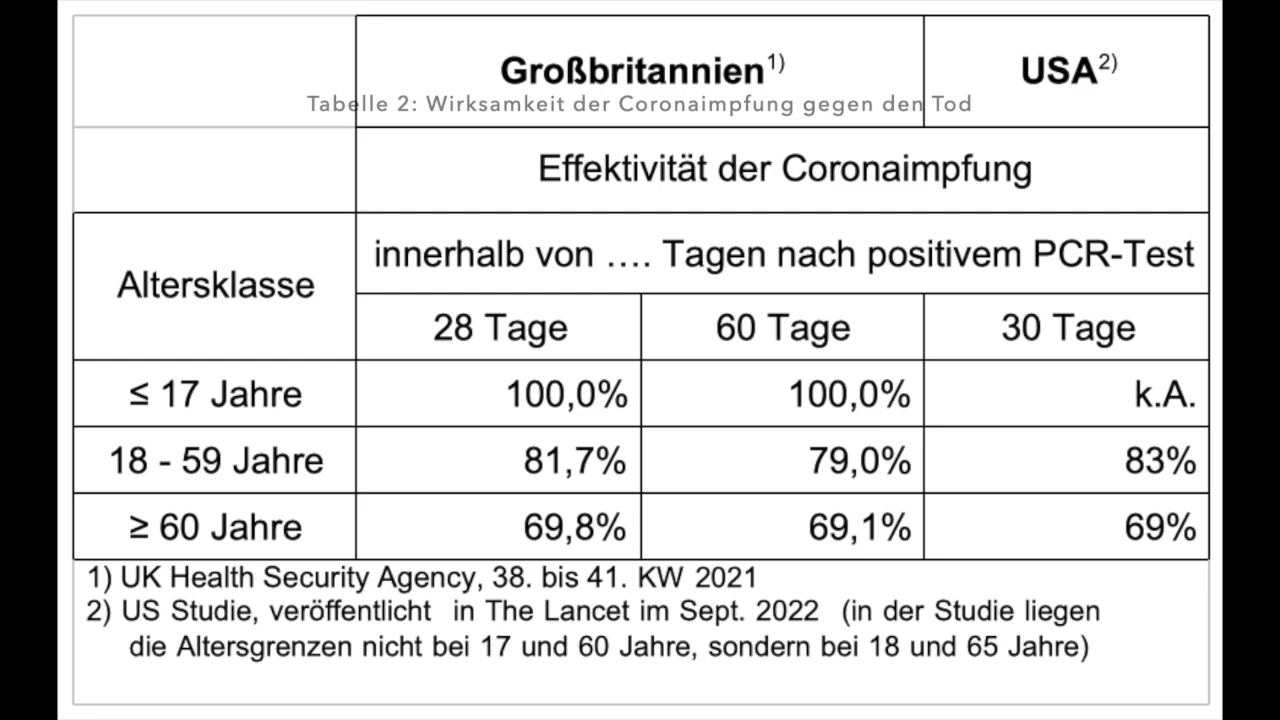 Großbritannien1) USA2)
Tabelle 2: Wirksamkeit der Coronaimpfung gegen den Tod
Effektivität der Coronaimpfung
Altersklasse
innerhalb von …. Tagen nach positivem PCR-Test
28 Tage 60 Tage 30 Tage
≤ 17 Jahre 100,0% 100,0% k.A.
18 - 59 Jahre 81,7% 79,0% 83%
≥ 60 Jahre 69,8% 69,1% 69%
1) UK Health Security Agency, 38. bis 41. KW 2021
2) US Studie, veröffentlicht in The Lancet im Sept. 2022 (in der Studie liegen
die Altersgrenzen nicht bei 17 und 60 Jahre, sondern bei 18 und 65 Jahre)